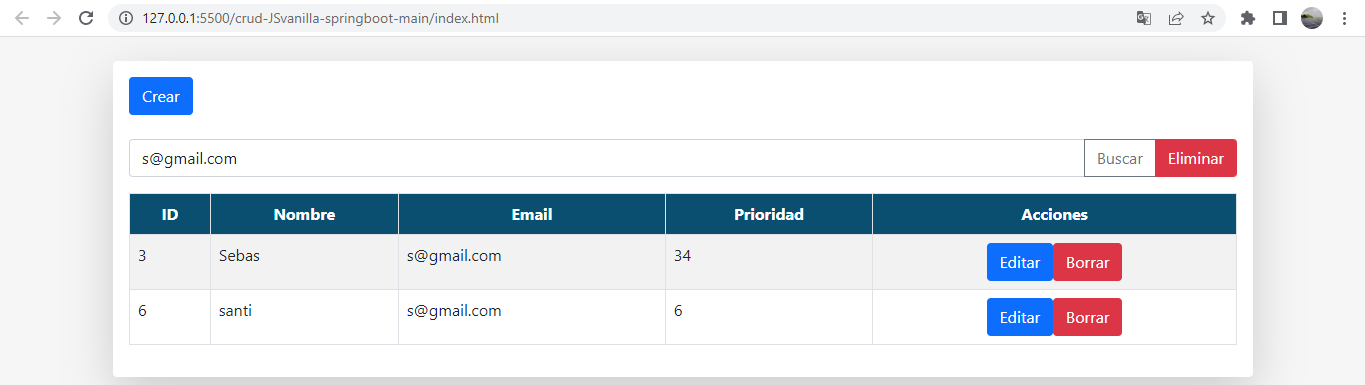 127.0.0.1:5500/crud-JSvanilla-springboot-main/index.html
Crear
s@gmail.com Buscar Eliminar
ID Nombre Email Prioridad Acciones
3 Sebas s@gmail.com 34 Editar Borrar
6 santi s@gmail.com 6 Editar Borrar